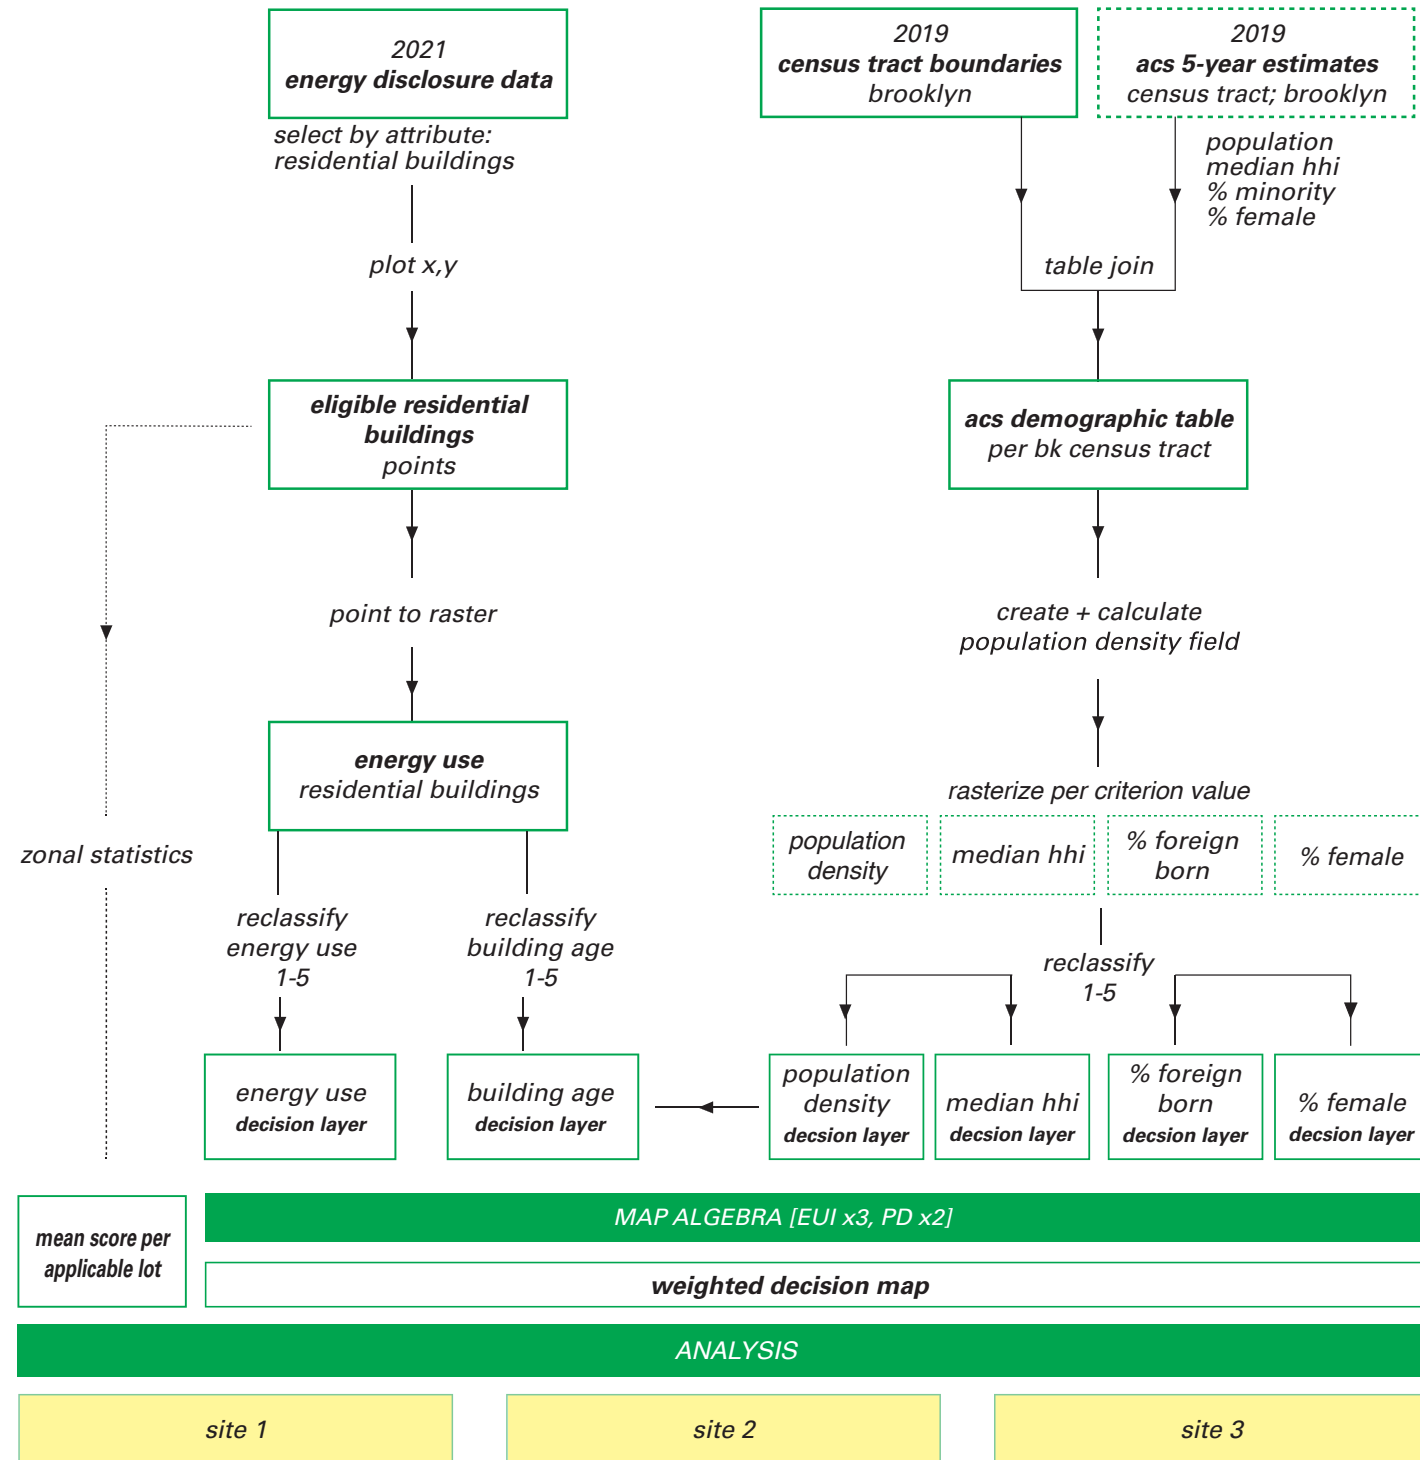 2021
energy disclosure data
select by attribute:
residential buildings
plot x,y
eligible residential
buildings
points
point to raster
energy use
residential buildings
zonal statistics
reclassify
energy use
1-5
reclassify
building age
1-5
energy use
decision layer
building age
decision layer
2019
census tract boundaries
brooklyn
2019
acs 5-year estimates
census tract; brooklyn
population
median hhi
% minority
% female
table join
acs demographic table
per bk census tract
create + calculate
population density field
rasterize per criterion value
population
density
median hhi
% foreign
born
% female
reclassify
1-5
population
density
decsion layer
median hhi
decsion layer
% foreign
born
decsion layer
% female
decsion layer
mean score per
applicable lot
MAP ALGEBRA [EUI x3, PD x2]
weighted decision map
ANALYSIS
site 1
site 2
site 3